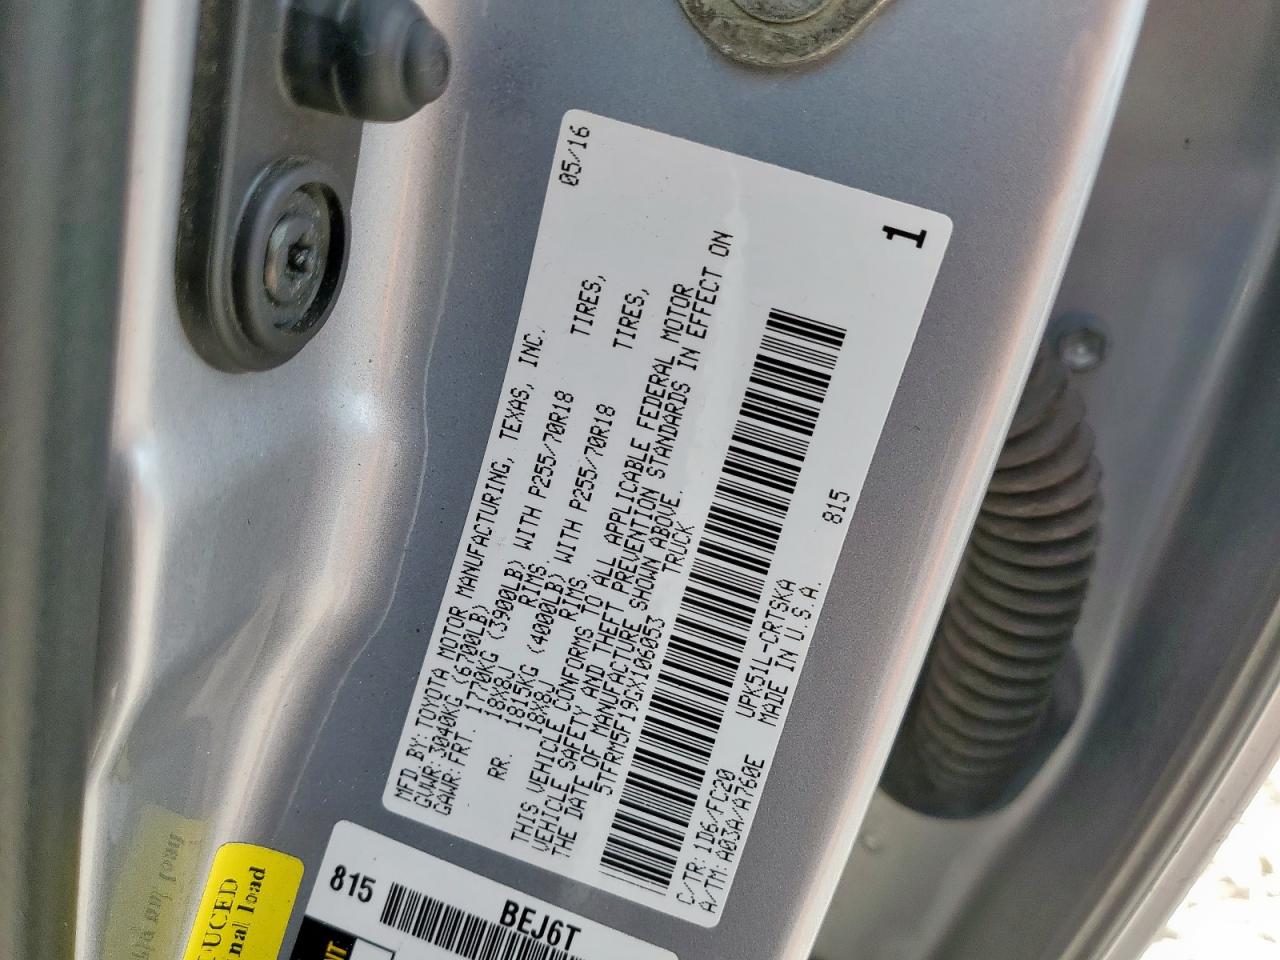 05/16
MFD.BY:TOYOTA MOTOR MANUFACTURING, TEXAS, INC.
GVWR:3040KG (6700LB)
GAWR:FRT. 1770KG (3900LB) WITH P255/70R18 TIRES,
18X8J RIMS
RR. 1815KG (4000LB) WITH P255/70R18 TIRES,
18X8J RIMS
THIS VEHICLE CONFORMS TO ALL APPLICABLE FEDERAL MOTOR
VEHICLE SAFETY AND THEFT PREVENTION STANDARDS IN EFFECT ON
THE DATE OF MANUFACTURE SHOWN ABOVE.
5TFRM5F19GX106053 TRUCK
1
815
C/TR:1D6/FC20 UPK51L-CRTSKA
A/TM:A03A/A760E MADE IN U.S.A.
815 BEJ6T
UCED
nal load